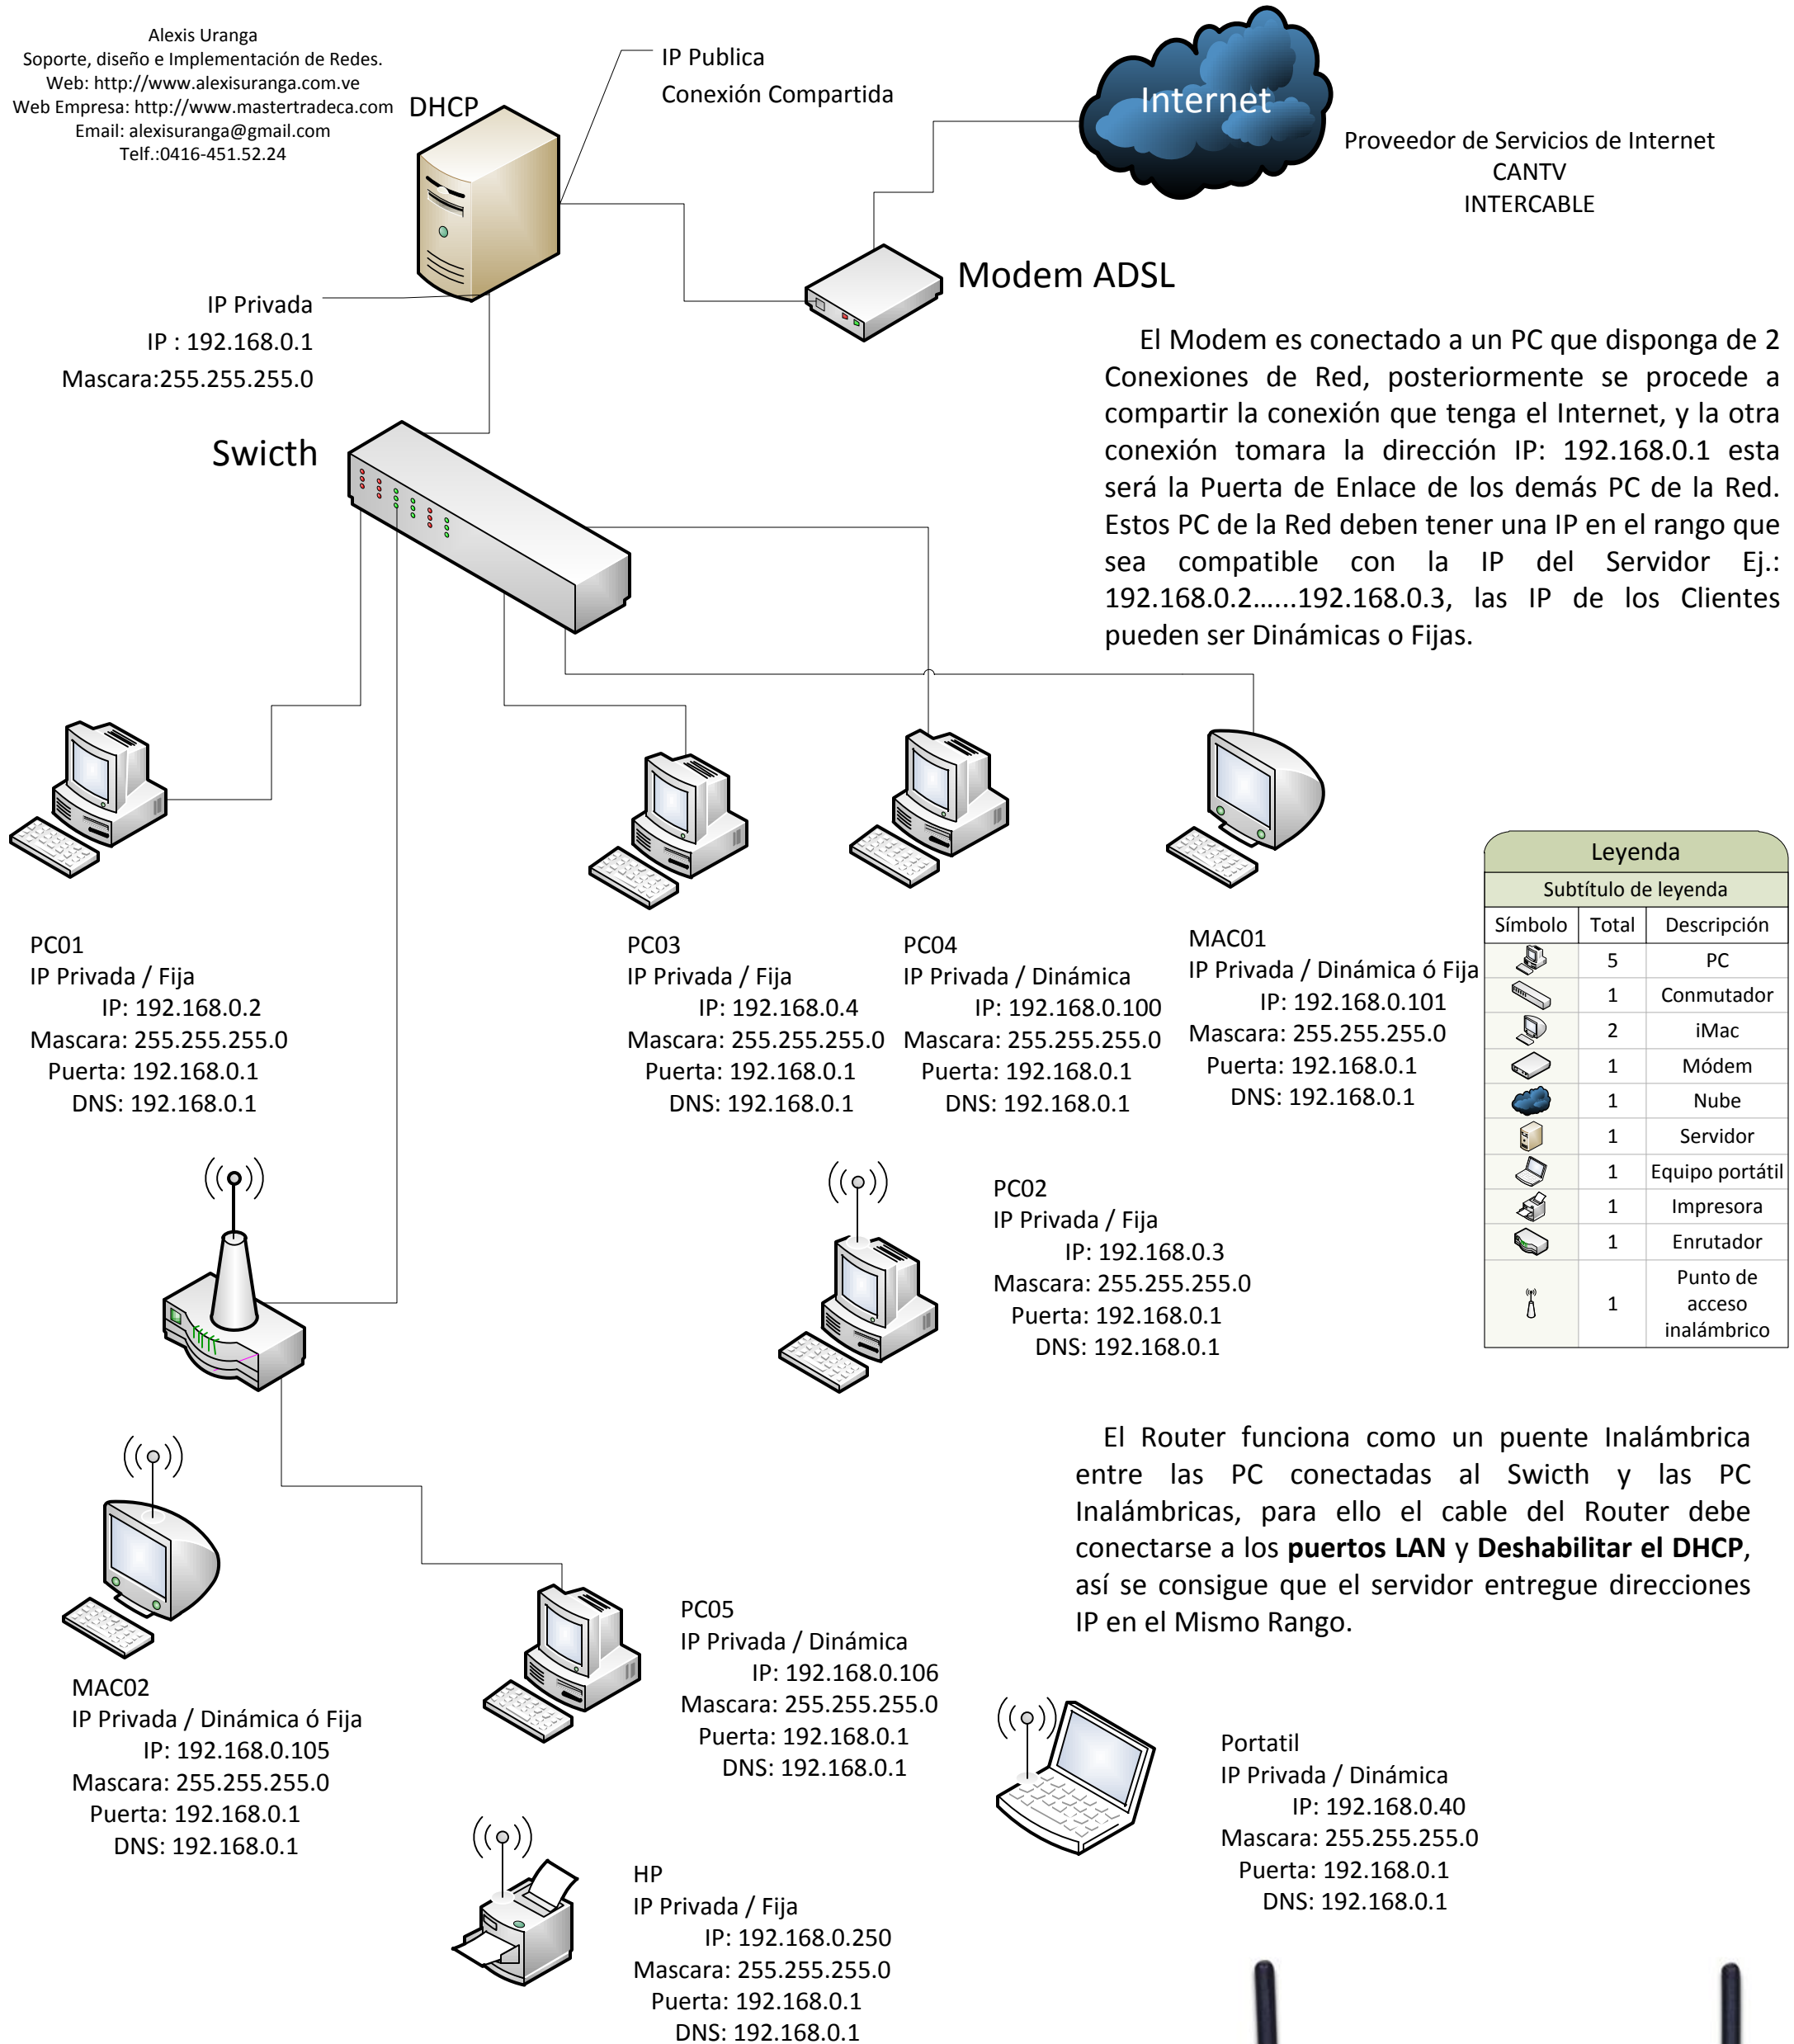 Alexis Uranga
Soporte, diseño e Implementación de Redes.
Web: http://www.alexisuranga.com.ve
Web Empresa: http://www.mastertradeca.com
Email: alexisuranga@gmail.com
Telf.:0416-451.52.24
DHCP
IP Publica
Conexión Compartida
Internet
Proveedor de Servicios de Internet
CANTV
INTERCABLE
Modem ADSL
IP Privada
IP : 192.168.0.1
Mascara:255.255.255.0
Swicth
El Modem es conectado a un PC que disponga de 2
Conexiones de Red, posteriormente se procede a
compartir la conexión que tenga el Internet, y la otra
conexión tomara la dirección IP: 192.168.0.1 esta
será la Puerta de Enlace de los demás PC de la Red.
Estos PC de la Red deben tener una IP en el rango que
sea compatible con la IP del Servidor Ej.:
192.168.0.2......192.168.0.3, las IP de los Clientes
pueden ser Dinámicas o Fijas.
PC01
IP Privada / Fija
IP: 192.168.0.2
Mascara: 255.255.255.0
Puerta: 192.168.0.1
DNS: 192.168.0.1
PC03
IP Privada / Fija
IP: 192.168.0.4
Mascara: 255.255.255.0
Puerta: 192.168.0.1
DNS: 192.168.0.1
PC04
IP Privada / Dinámica
IP: 192.168.0.100
Mascara: 255.255.255.0
Puerta: 192.168.0.1
DNS: 192.168.0.1
MAC01
IP Privada / Dinámica ó Fija
IP: 192.168.0.101
Mascara: 255.255.255.0
Puerta: 192.168.0.1
DNS: 192.168.0.1
Leyenda
Subtítulo de leyenda
Símbolo Total Descripción
5 PC
1 Conmutador
2 iMac
1 Módem
1 Nube
1 Servidor
1 Equipo portátil
1 Impresora
1 Enrutador
1 Punto de
acceso
inalámbrico
PC02
IP Privada / Fija
IP: 192.168.0.3
Mascara: 255.255.255.0
Puerta: 192.168.0.1
DNS: 192.168.0.1
El Router funciona como un puente Inalámbrica
entre las PC conectadas al Swicth y las PC
Inalámbricas, para ello el cable del Router debe
conectarse a los puertos LAN y Deshabilitar el DHCP,
así se consigue que el servidor entregue direcciones
IP en el Mismo Rango.
MAC02
IP Privada / Dinámica ó Fija
IP: 192.168.0.105
Mascara: 255.255.255.0
Puerta: 192.168.0.1
DNS: 192.168.0.1
PC05
IP Privada / Dinámica
IP: 192.168.0.106
Mascara: 255.255.255.0
Puerta: 192.168.0.1
DNS: 192.168.0.1
Portatil
IP Privada / Dinámica
IP: 192.168.0.40
Mascara: 255.255.255.0
Puerta: 192.168.0.1
DNS: 192.168.0.1
HP
IP Privada / Fija
IP: 192.168.0.250
Mascara: 255.255.255.0
Puerta: 192.168.0.1
DNS: 192.168.0.1